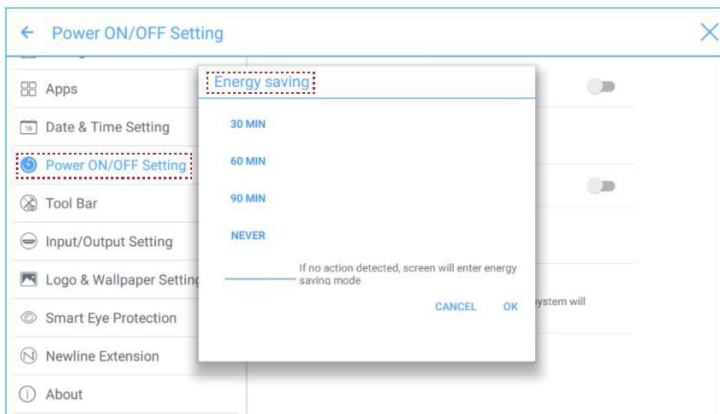 Power ON/OFF Setting
Apps
Date & Time Setting
Power ON/OFF Setting
Tool Bar
Input/Output Setting
Logo & Wallpaper Setting
Smart Eye Protection
Newline Extension
About
Energy saving
30 MIN
60 MIN
90 MIN
NEVER
If no action detected, screen will enter energy
saving mode
CANCEL OK
system will